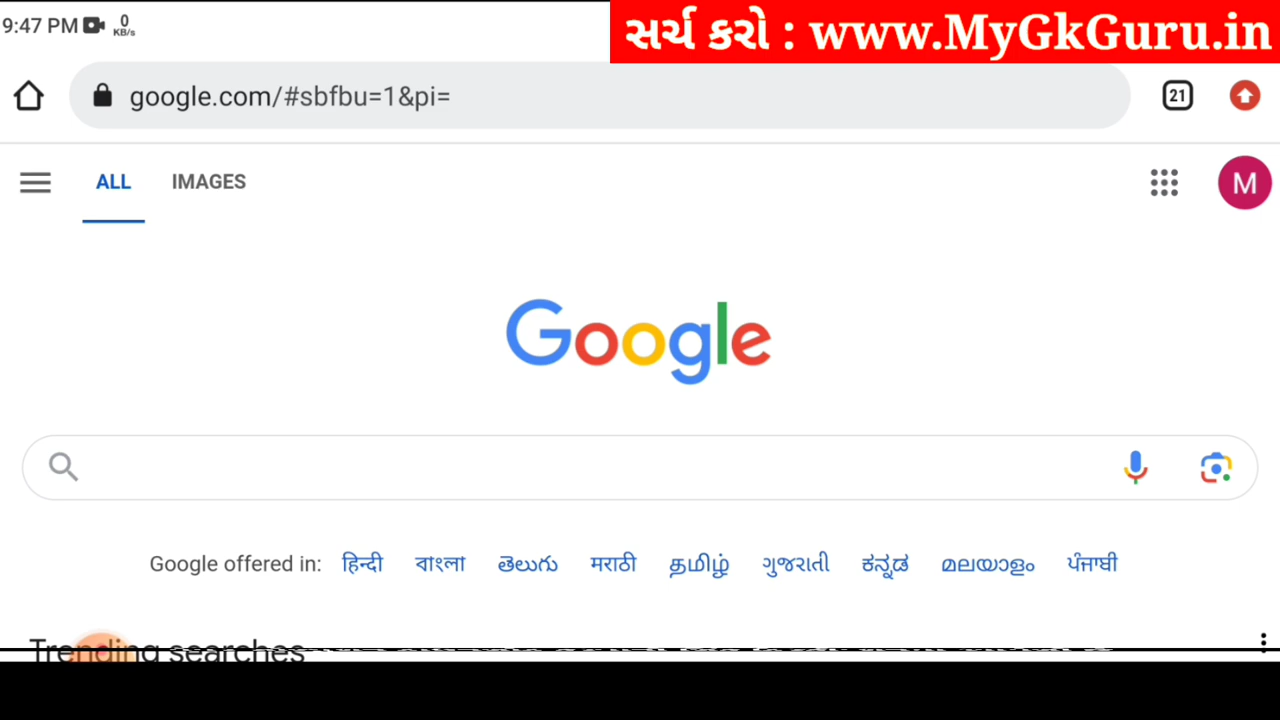 9:47 PM 0 KB/s
સર્ચ કરો : www.MyGkGuru.in
google.com/#sbfbu=1&pi=
21
ALL IMAGES
M
Google
Google offered in: हिन्दी বাংলা తెలుగు मराठी தமிழ் ગુજરાતી ಕನ್ನಡ മലയാളം ਪੰਜਾਬੀ
Trending searches